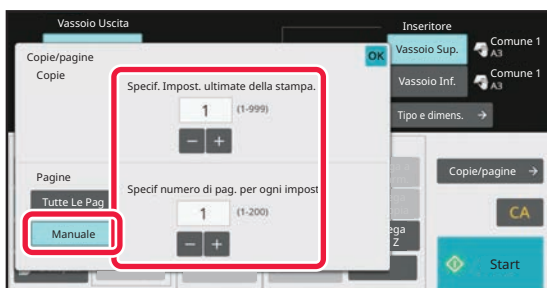 Vassoio Uscita
Inseritore
Copie/pagine
OK
Vassoio Sup.
Comune 1
A3
Copie
Specif. Impost. ultimate della stampa.
Vassoio Inf.
Comune 1
A3
1
(1-999)
Tipo e dimens.
Pagine
Tutte Le Pag
Specif numero di pag. per ogni impost
Copie/pagine
1
(1-200)
Manuale
ega
Z
CA
Start